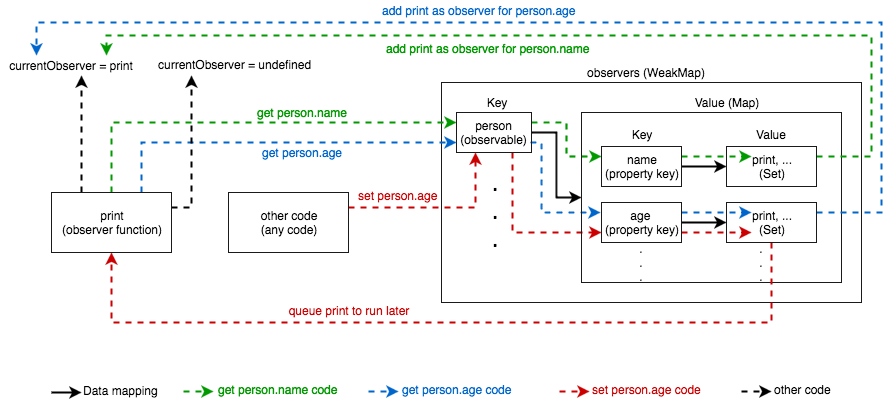 add print as observer for person.age
add print as observer for person.name
currentObserver = print
currentObserver = undefined
observers (WeakMap)
Key
Value (Map)
get person.name
person
(observable)
Key
Value
get person.age
name
(property key)
print, ...
(Set)
set person.age
print
(observer function)
other code
(any code)
age
(property key)
print, ...
(Set)
queue print to run later
Data mapping
get person.name code
get person.age code
set person.age code
other code